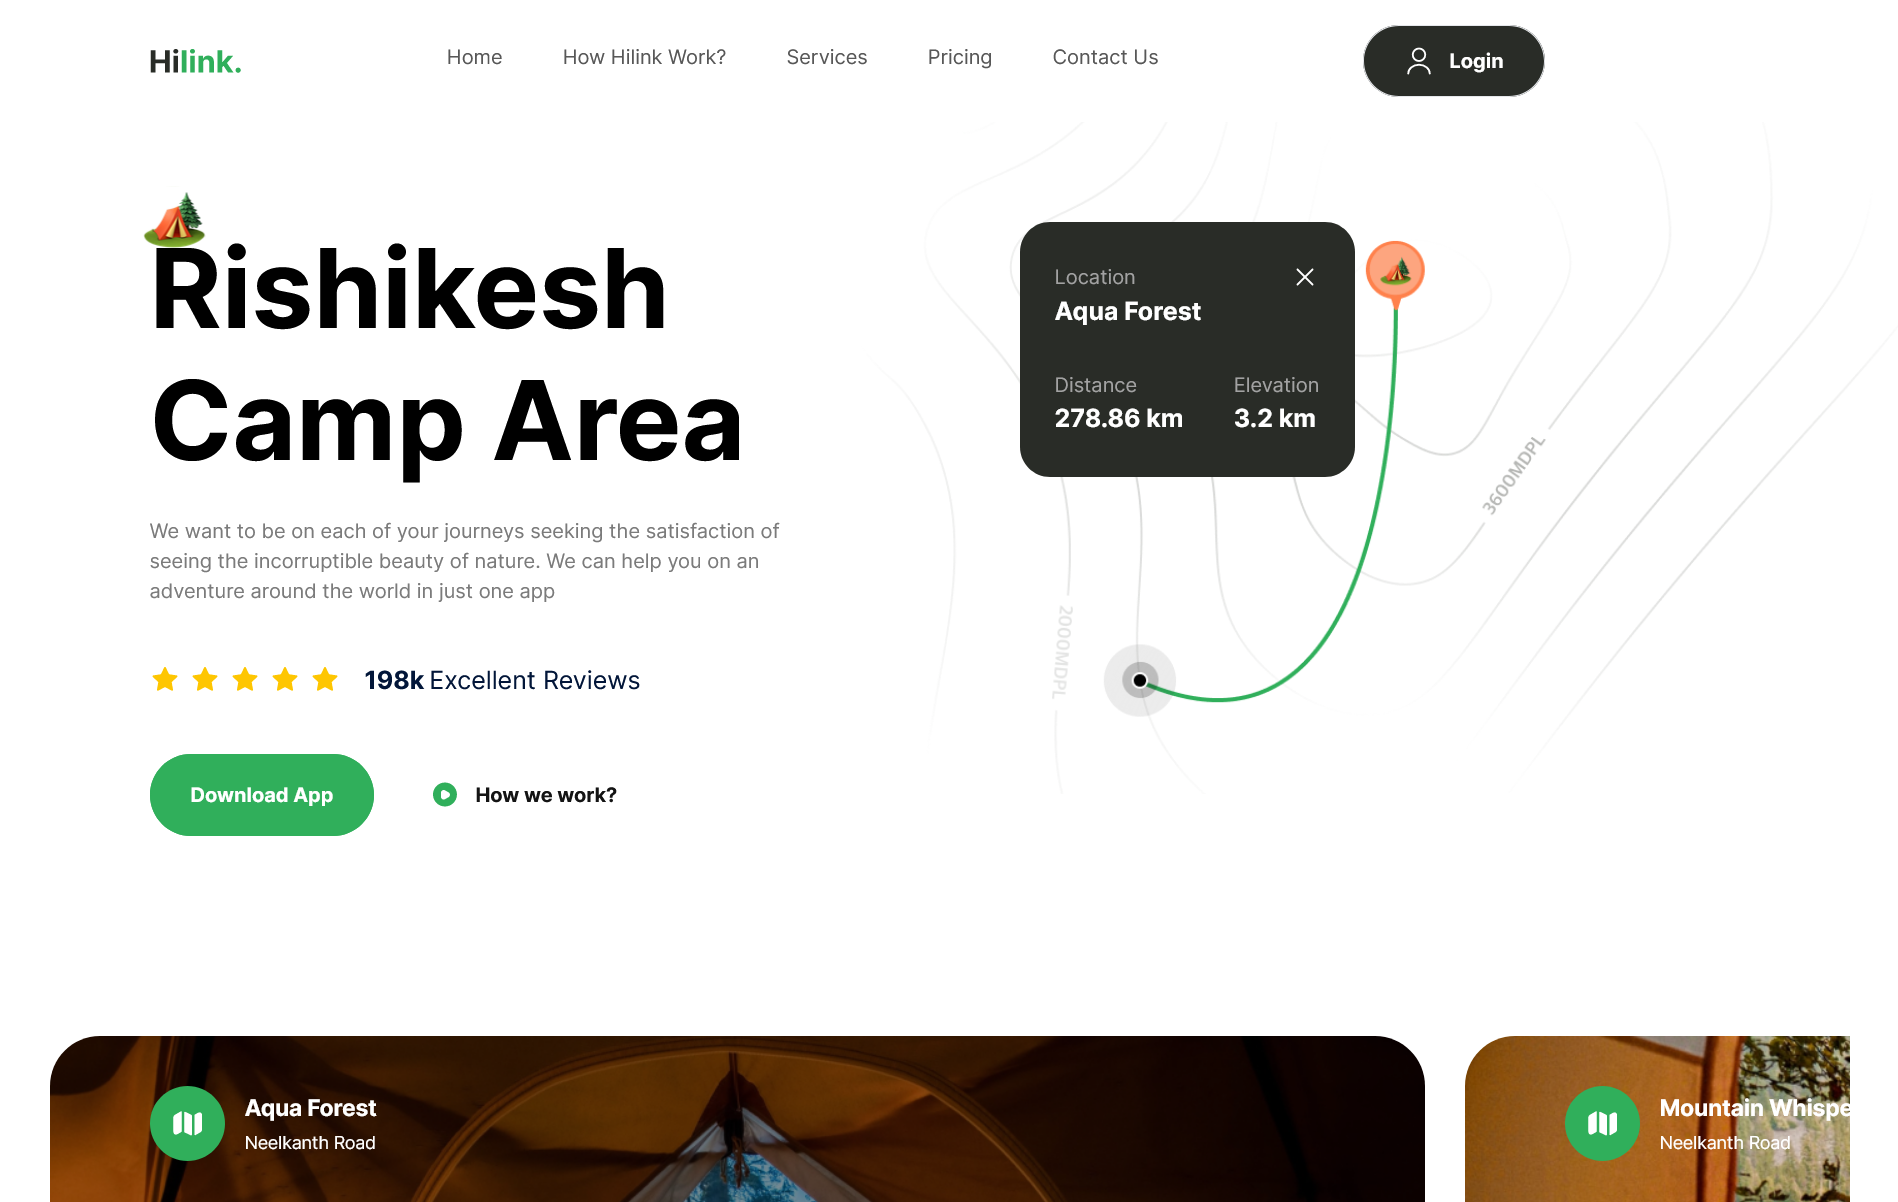 Hilink.
Home
How Hilink Work?
Services
Pricing
Contact Us
Login
Rishikesh
Camp Area
We want to be on each of your journeys seeking the satisfaction of
seeing the incorruptible beauty of nature. We can help you on an
adventure around the world in just one app
198k Excellent Reviews
Download App
How we work?
Location
Aqua Forest
Distance
278.86 km
Elevation
3.2 km
3600MDPL
2000MDPL
Aqua Forest
Neelkanth Road
Mountain Whispe
Neelkanth Road